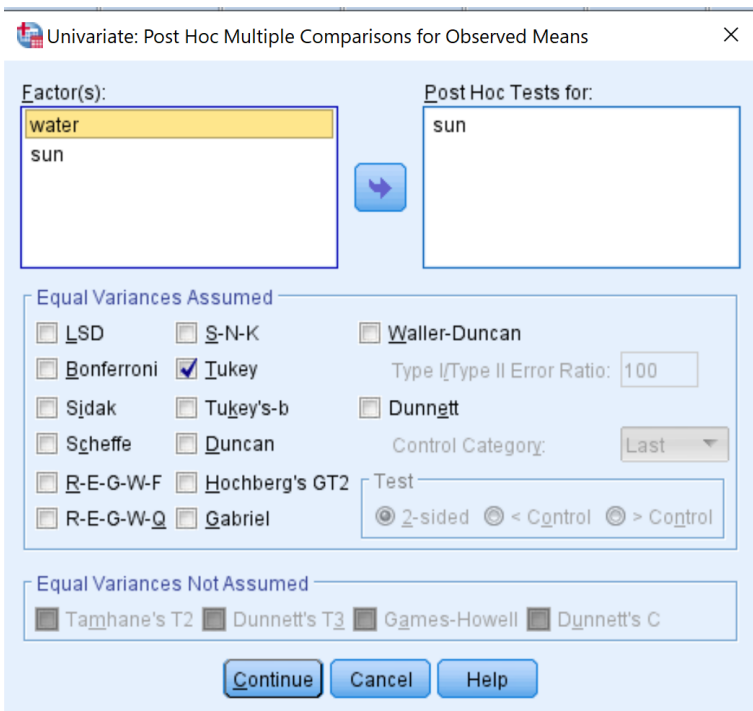 Univariate: Post Hoc Multiple Comparisons for Observed Means
Factor(s):
water
sun
Post Hoc Tests for:
sun
Equal Variances Assumed
LSD
S-N-K
Waller-Duncan
Bonferroni
Tukey
Type I/Type II Error Ratio:
100
Sidak
Tukey's-b
Dunnett
Scheffe
Duncan
Control Category:
Last
R-E-G-W-F
Hochberg's GT2
Test
R-E-G-W-Q
Gabriel
2-sided
< Control
> Control
Equal Variances Not Assumed
Tamhane's T2
Dunnett's T3
Games-Howell
Dunnett's C
Continue
Cancel
Help